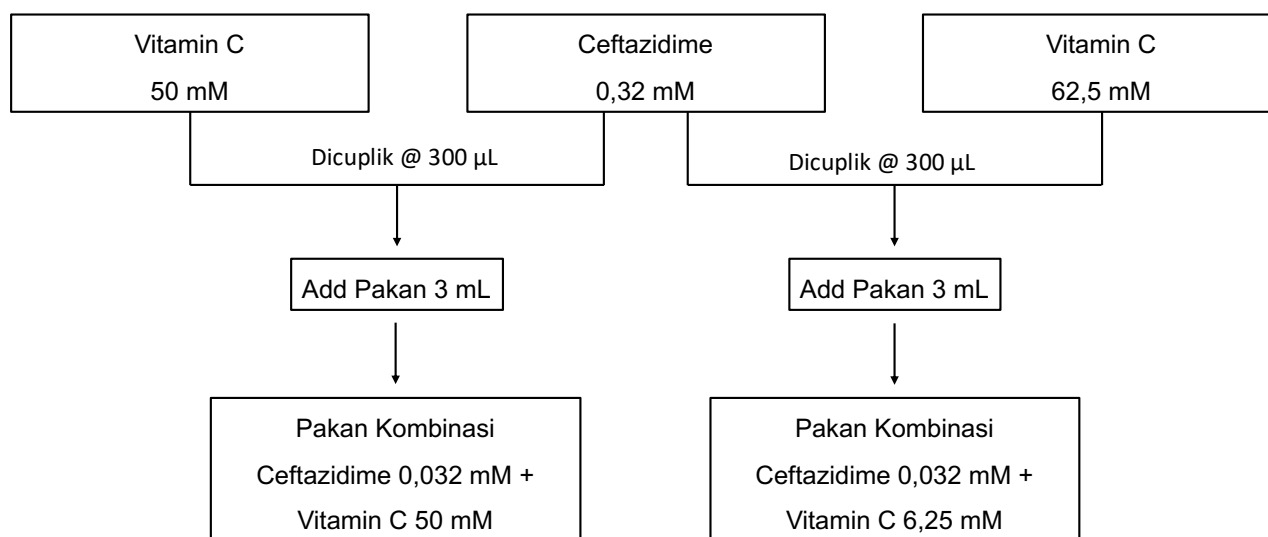 Vitamin C
50 mM
Ceftazidime
0,32 mM
Vitamin C
62,5 mM
Dicuplik @ 300 µL
Dicuplik @ 300 µL
Add Pakan 3 mL
Add Pakan 3 mL
Pakan Kombinasi
Ceftazidime 0,032 mM +
Vitamin C 50 mM
Pakan Kombinasi
Ceftazidime 0,032 mM +
Vitamin C 6,25 mM